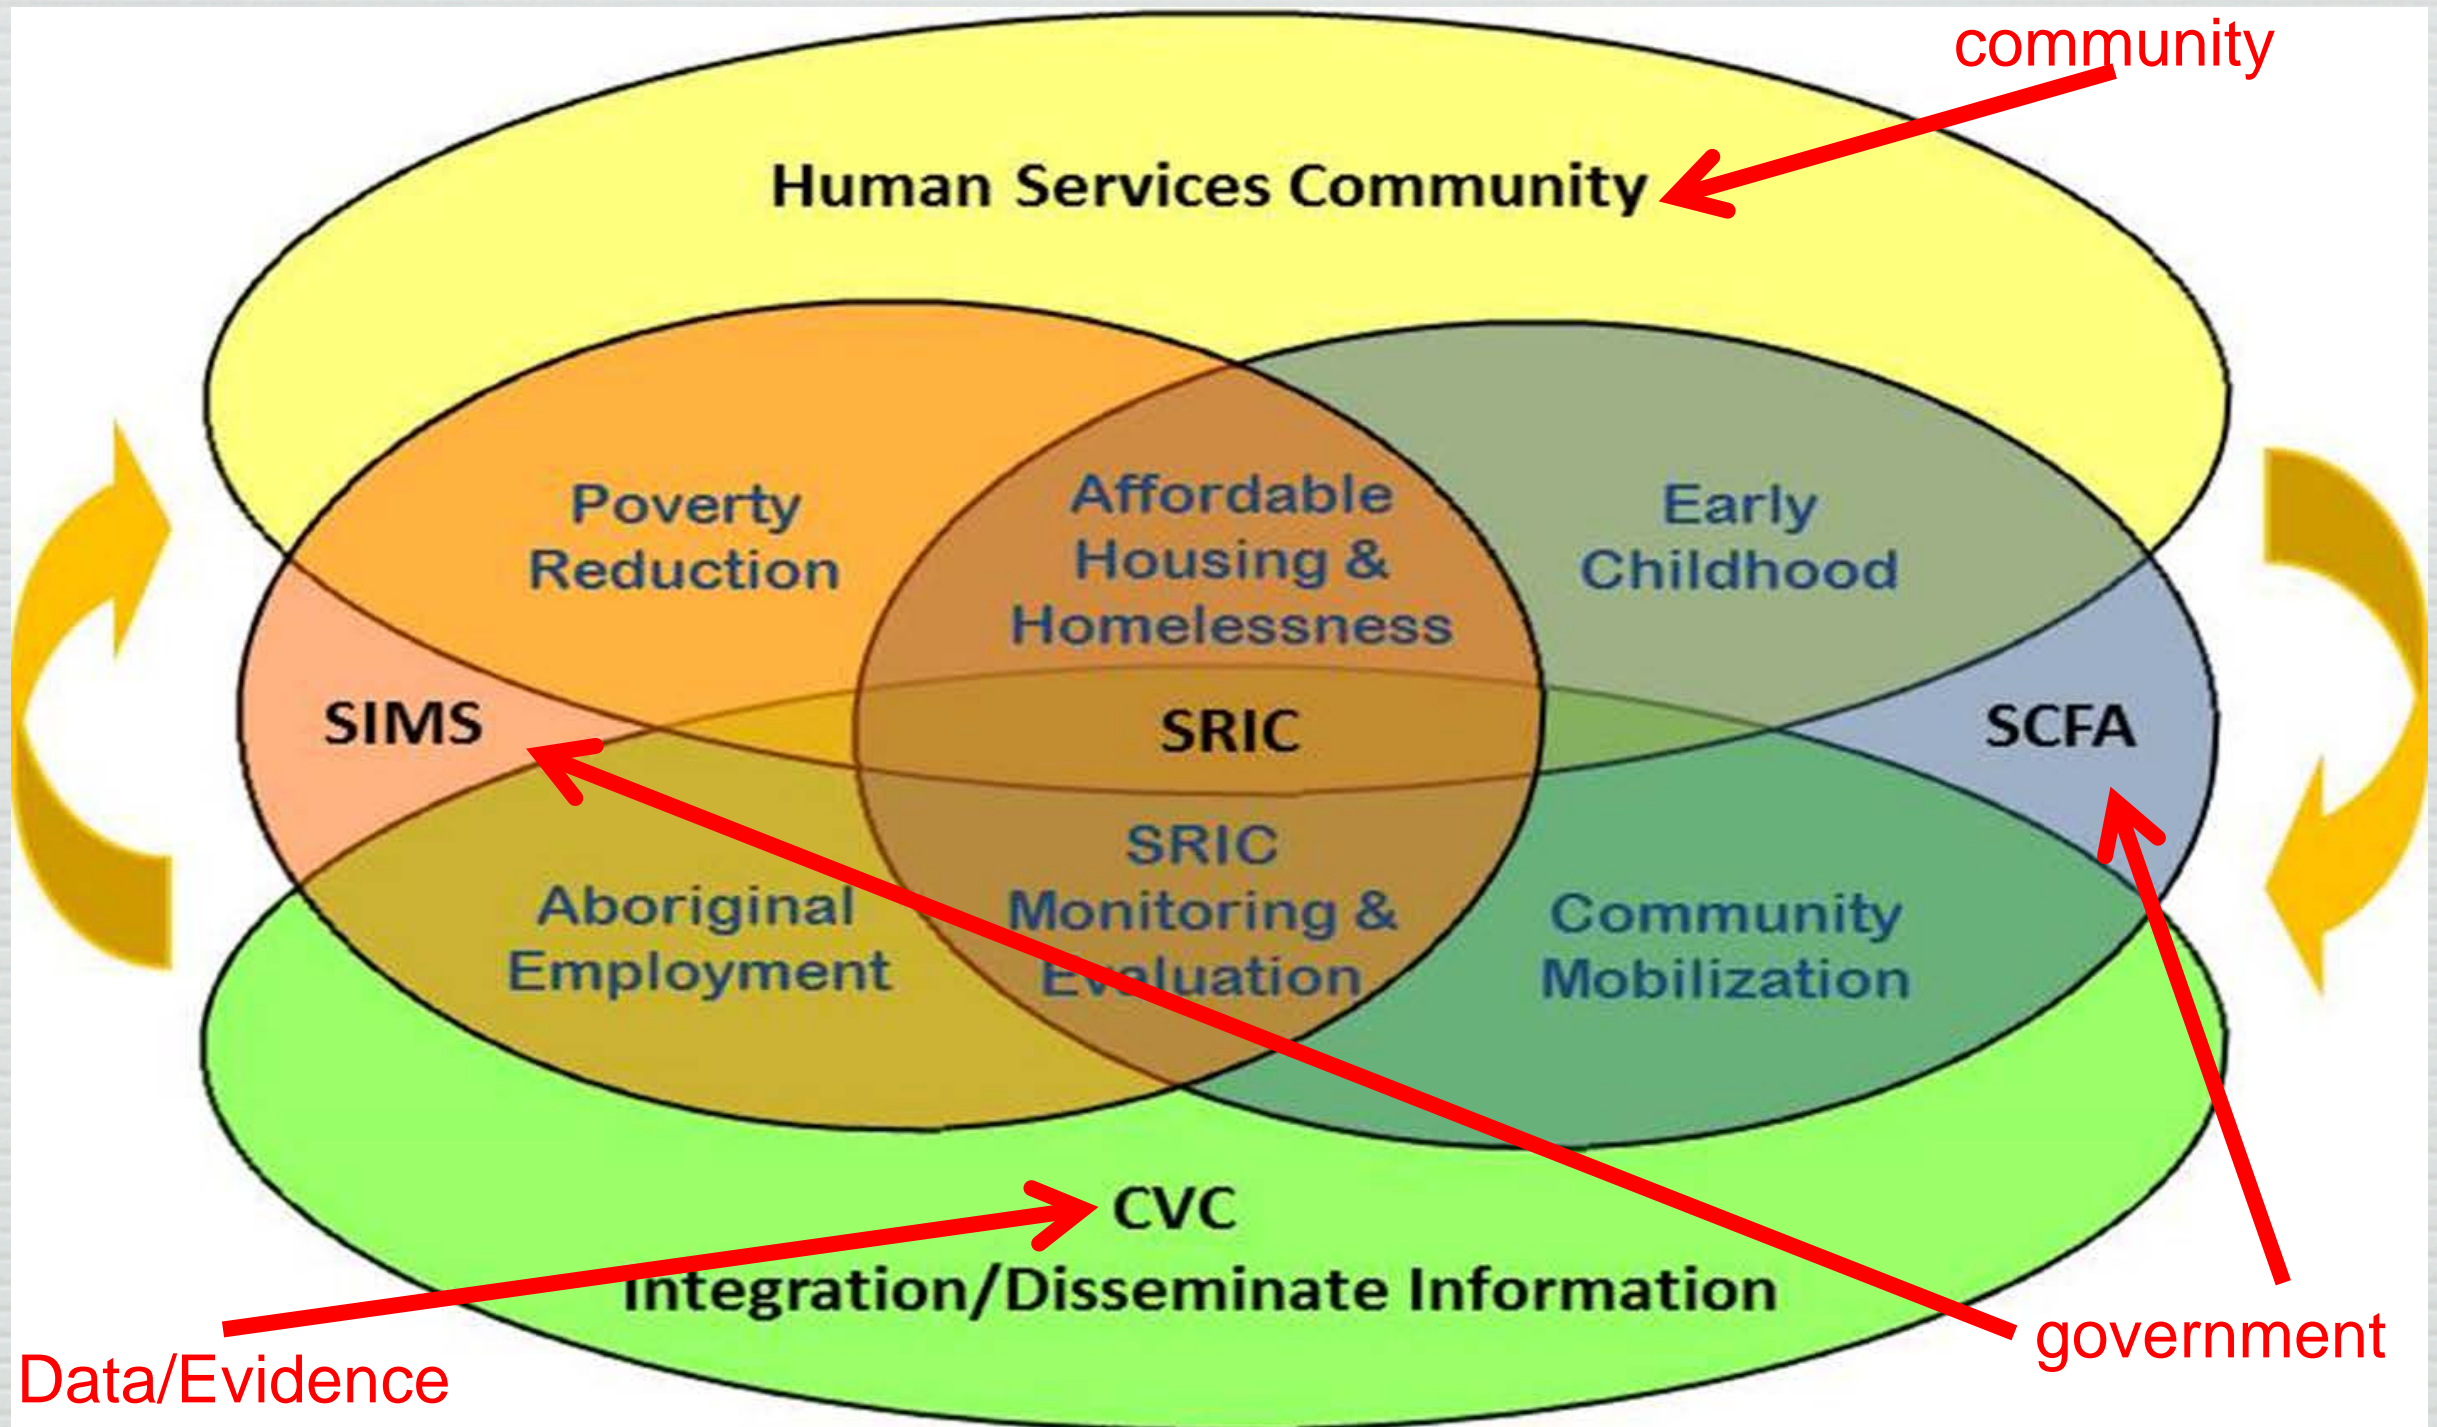 community
Human Services Community
Poverty
Reduction
Affordable
Housing &
Homelessness
Early
Childhood
SIMS
SRIC
SCFA
Aboriginal
Employment
SRIC
Monitoring &
Evaluation
Community
Mobilization
CVC
Integration/Disseminate Information
Data/Evidence
government